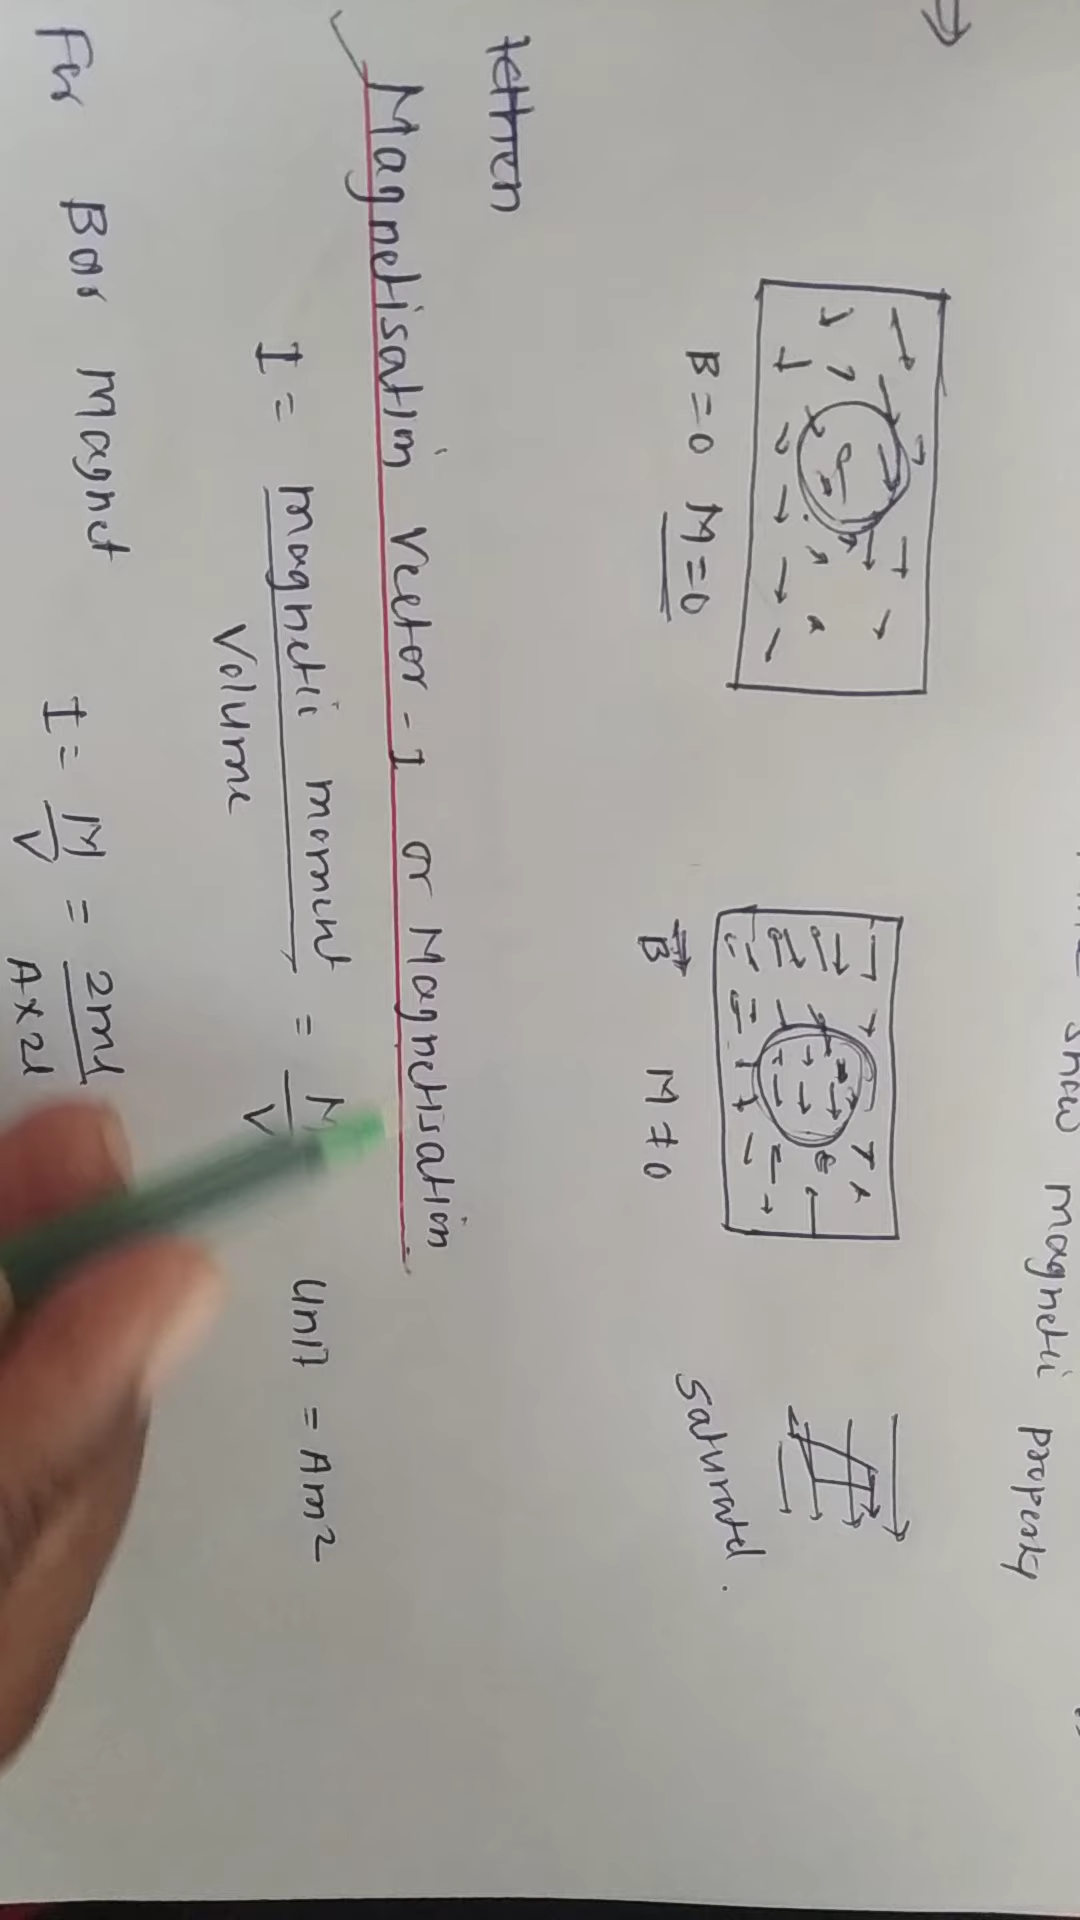 show magnetic property
B = 0 M = 0
B M ≠ 0
Saturated.
Magnetisation Vector - I or Magnetisation
I = magnetic moment / Volume = M / V Unit = Am²
For Bar Magnet I = M / V = 2ml / A × 2l